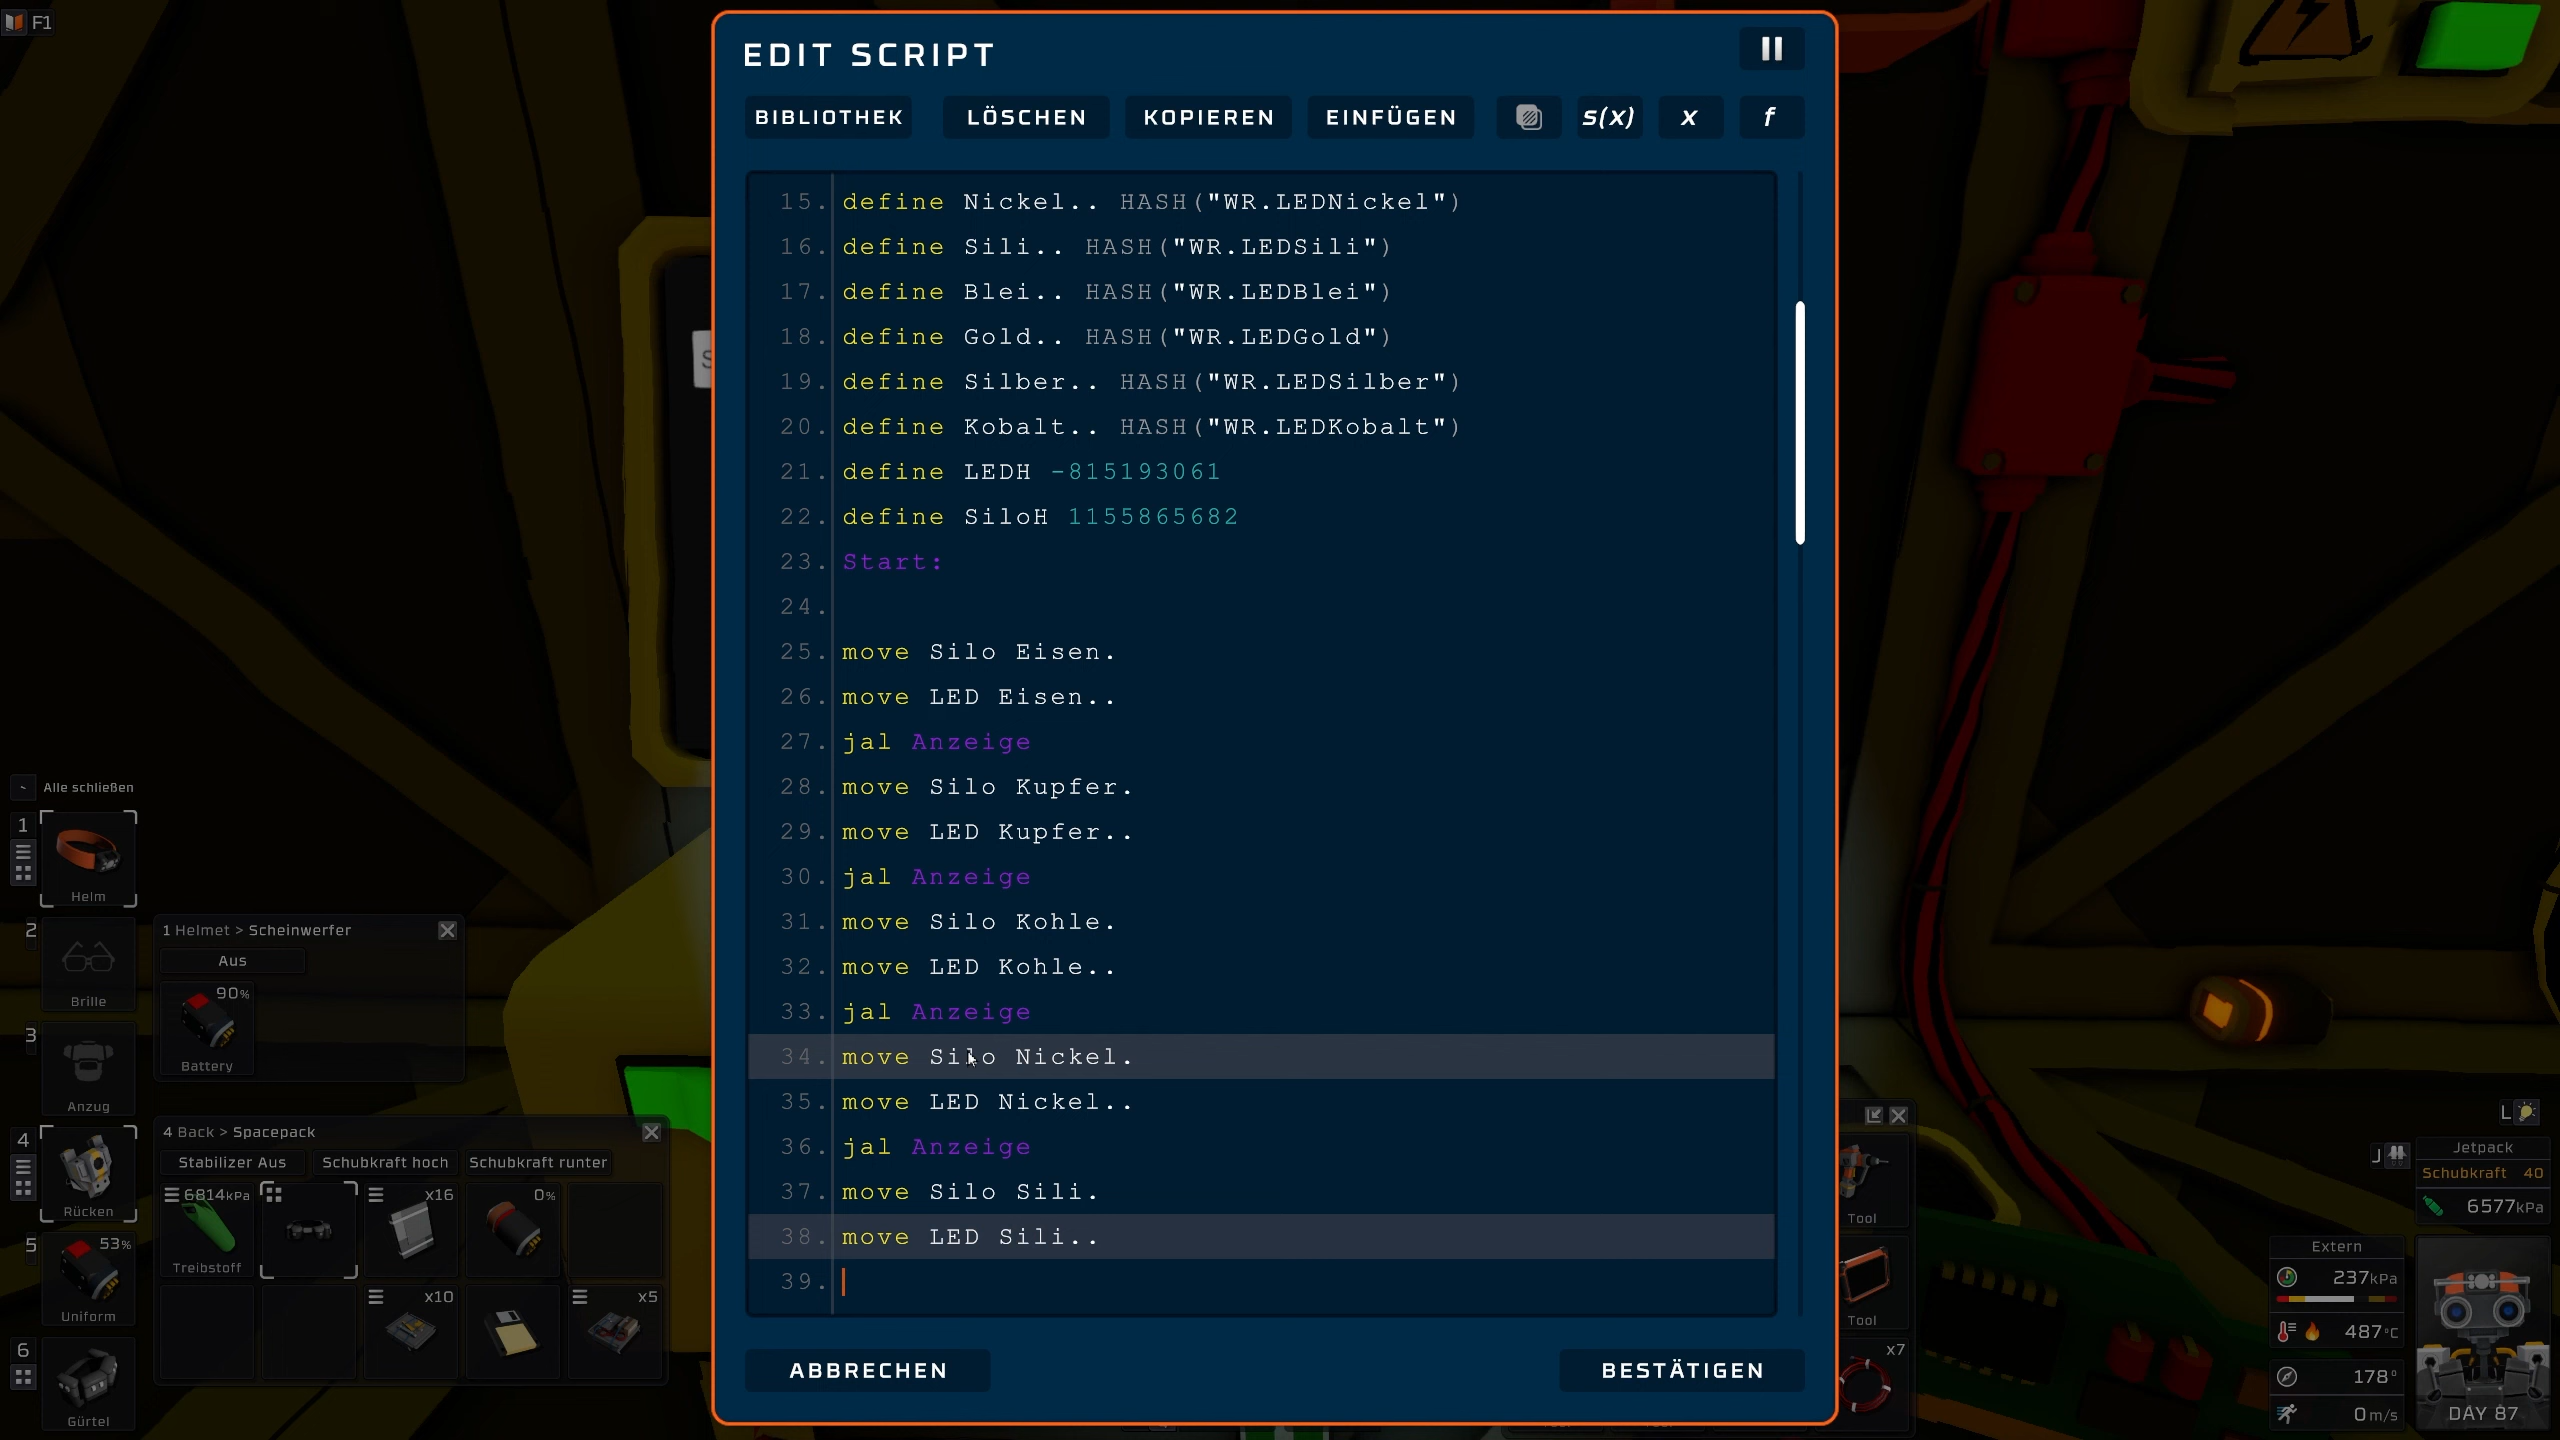 F1
EDIT SCRIPT
BIBLIOTHEK LÖSCHEN KOPIEREN EINFÜGEN S(X) X f
15. define Nickel.. HASH("WR.LEDNickel")
16. define Sili.. HASH("WR.LEDSili")
17. define Blei.. HASH("WR.LEDBlei")
18. define Gold.. HASH("WR.LEDGold")
19. define Silber.. HASH("WR.LEDSilber")
20. define Kobalt.. HASH("WR.LEDKobalt")
21. define LEDH -815193061
22. define SiloH 1155865682
23. Start:
24.
25. move Silo Eisen.
26. move LED Eisen..
27. jal Anzeige
28. move Silo Kupfer.
29. move LED Kupfer..
30. jal Anzeige
31. move Silo Kohle.
32. move LED Kohle..
33. jal Anzeige
34. move Silo Nickel.
35. move LED Nickel..
36. jal Anzeige
37. move Silo Sili.
38. move LED Sili..
39.
ABBRECHEN BESTÄTIGEN
~ Alle schließen
1
Helm
2
Brille
3
Anzug
4
Rücken
5
53%
Uniform
6
Gürtel
1 Helmet > Scheinwerfer
Aus
90%
Battery
4 Back > Spacepack
Stabilizer Aus Schubkraft hoch Schubkraft runter
6814kPa x16 0%
Treibstoff
x10 x5
Tool
Tool
x7
L
J
Jetpack
Schubkraft 40
6577kPa
Extern
237kPa
487°C
178°
0m/s
DAY 87